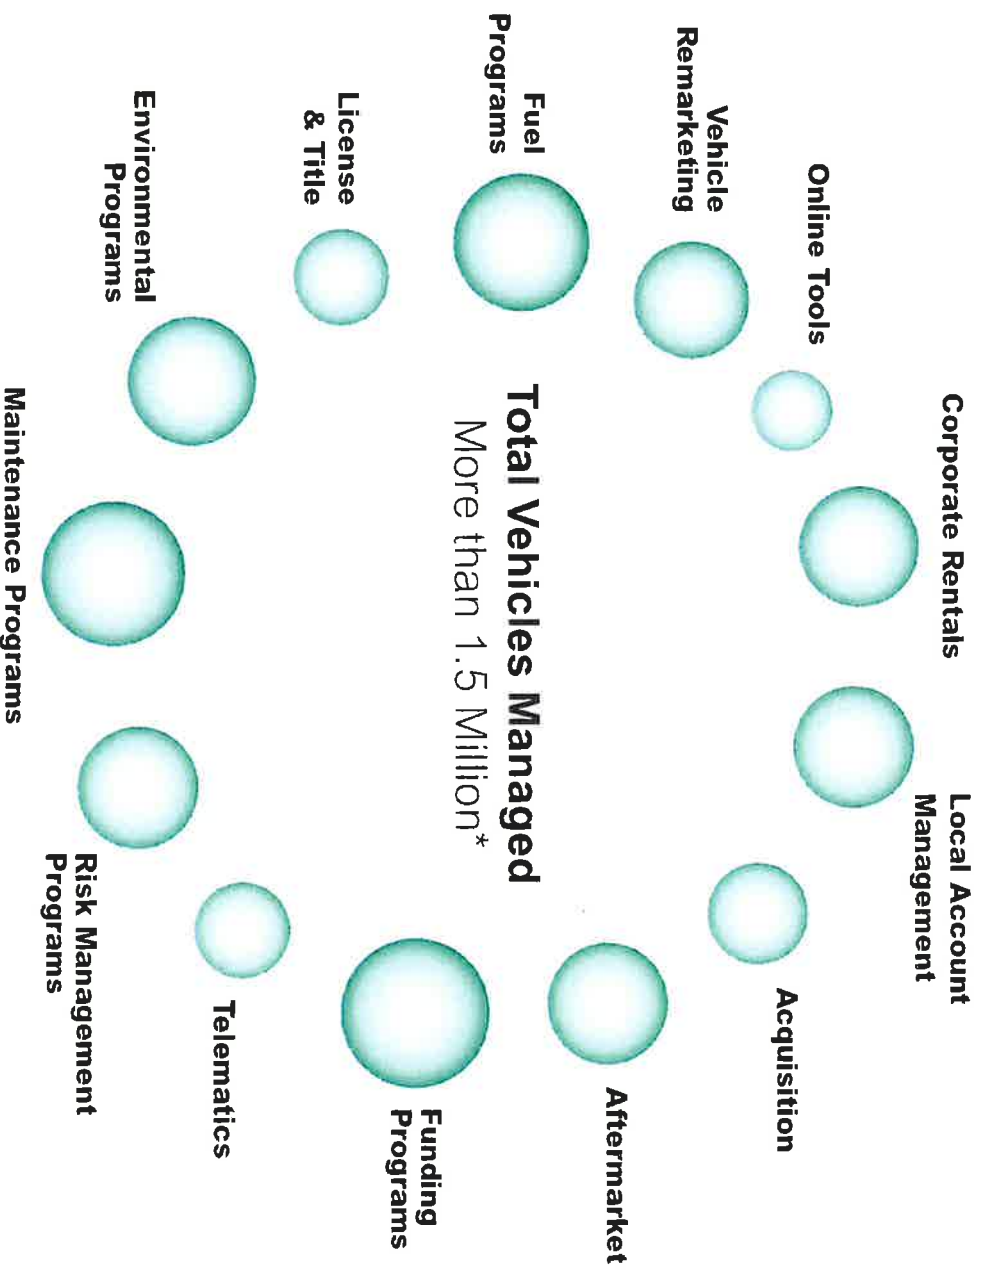 Corporate Rentals
Local Account
Management
Acquisition
Aftermarket
Funding
Programs
Telematics
Risk Management
Programs
Maintenance Programs
Environmental
Programs
License
& Title
Fuel
Programs
Vehicle
Remarketing
Online Tools
Total Vehicles Managed
More than 1.5 Million*